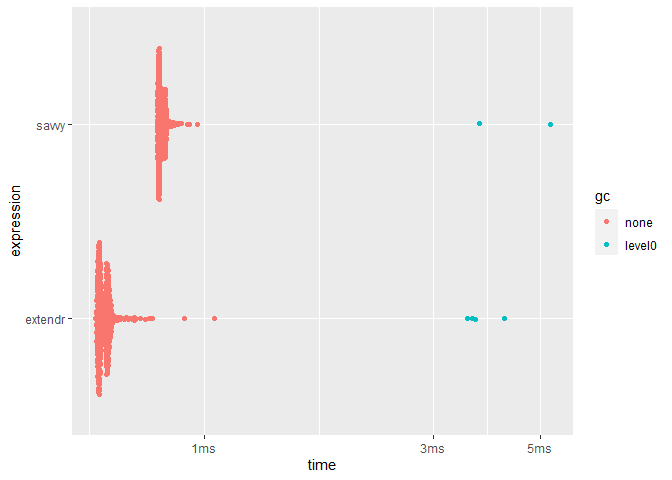 savvy
extendr
expression
1ms
3ms
5ms
time
gc
none
level0